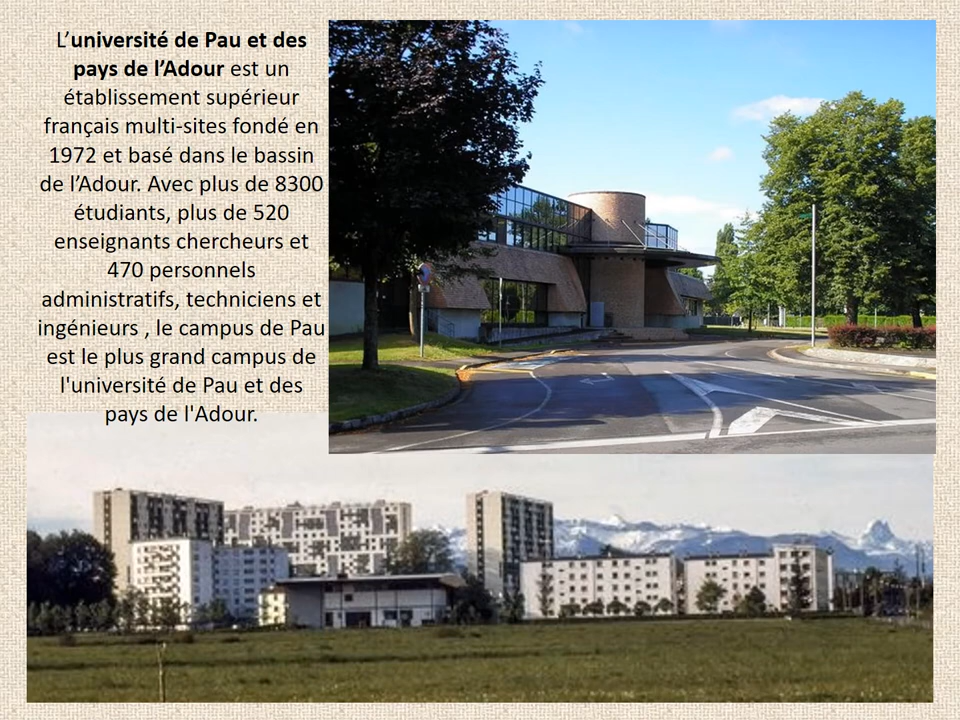 L’université de Pau et des
pays de l’Adour est un
établissement supérieur
français multi-sites fondé en
1972 et basé dans le bassin
de l’Adour. Avec plus de 8300
étudiants, plus de 520
enseignants chercheurs et
470 personnels
administratifs, techniciens et
ingénieurs , le campus de Pau
est le plus grand campus de
l'université de Pau et des
pays de l'Adour.